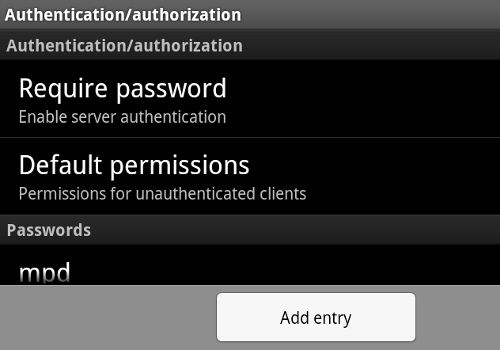 Authentication/authorization
Authentication/authorization
Require password
Enable server authentication
Default permissions
Permissions for unauthenticated clients
Passwords
mpd
Add entry